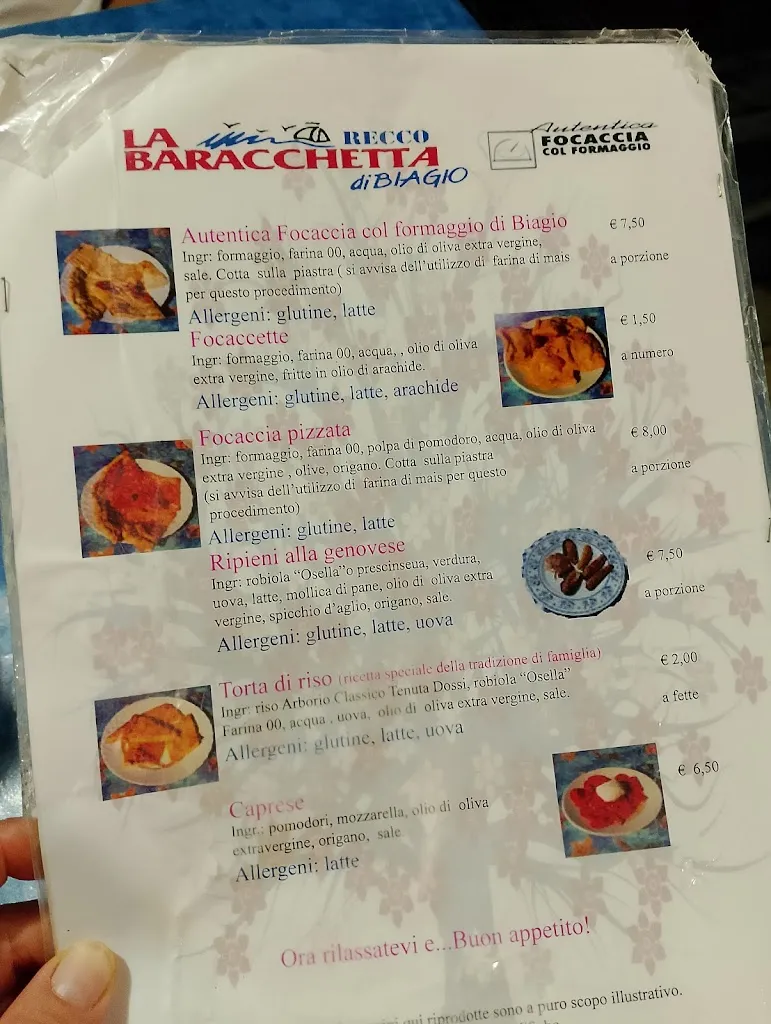 LA
BARACCHETTA
RECCO
di BIAGIO
Autentica
FOCACCIA
COL FORMAGGIO
Autentica Focaccia col formaggio di Biagio € 7,50
Ingr: formaggio, farina 00, acqua, olio di oliva extra vergine,
sale. Cotta sulla piastra ( si avvisa dell'utilizzo di farina di mais a porzione
per questo procedimento)
Allergeni: glutine, latte
Focaccette € 1,50
Ingr: formaggio, farina 00, acqua, , olio di oliva
extra vergine, fritte in olio di arachide. a numero
Allergeni: glutine, latte, arachide
Focaccia pizzata € 8,00
Ingr: formaggio, farina 00, polpa di pomodoro, acqua, olio di oliva
extra vergine , olive, origano. Cotta sulla piastra a porzione
(si avvisa dell'utilizzo di farina di mais per questo
procedimento)
Allergeni: glutine, latte
Ripieni alla genovese € 7,50
Ingr: robiola "Osella"o prescinseua, verdura,
uova, latte, mollica di pane, olio di oliva extra a porzione
vergine, spicchio d'aglio, origano, sale.
Allergeni: glutine, latte, uova
Torta di riso (ricetta speciale della tradizione di famiglia) € 2,00
Ingr: riso Arborio Classico Tenuta Dossi, robiola "Osella"
Farina 00, acqua , uova, olio di oliva extra vergine, sale. a fette
Allergeni: glutine, latte, uova
Caprese € 6,50
Ingr.: pomodori, mozzarella, olio di oliva
extravergine, origano, sale
Allergeni: latte
Ora rilassatevi e...Buon appetito!
qui riprodotte sono a puro scopo illustrativo.